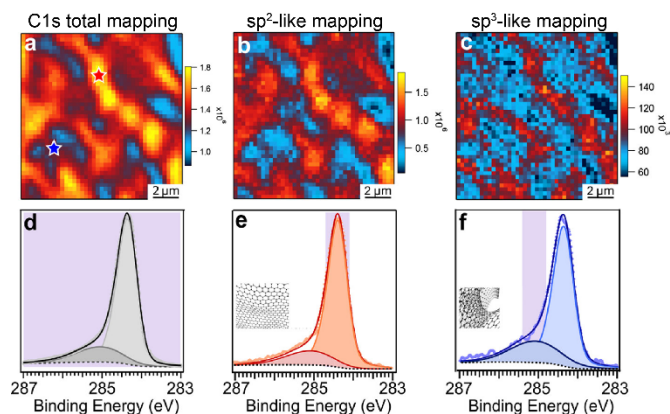 C1s total mapping
sp²-like mapping
sp³-like mapping
a
1.8
1.6
1.4
1.2
1.0
x10⁶
2 µm
b
1.5
1.0
0.5
x10⁶
2 µm
c
140
120
100
80
60
x10³
2 µm
d
287
285
283
Binding Energy (eV)
e
287
285
283
Binding Energy (eV)
f
287
285
283
Binding Energy (eV)